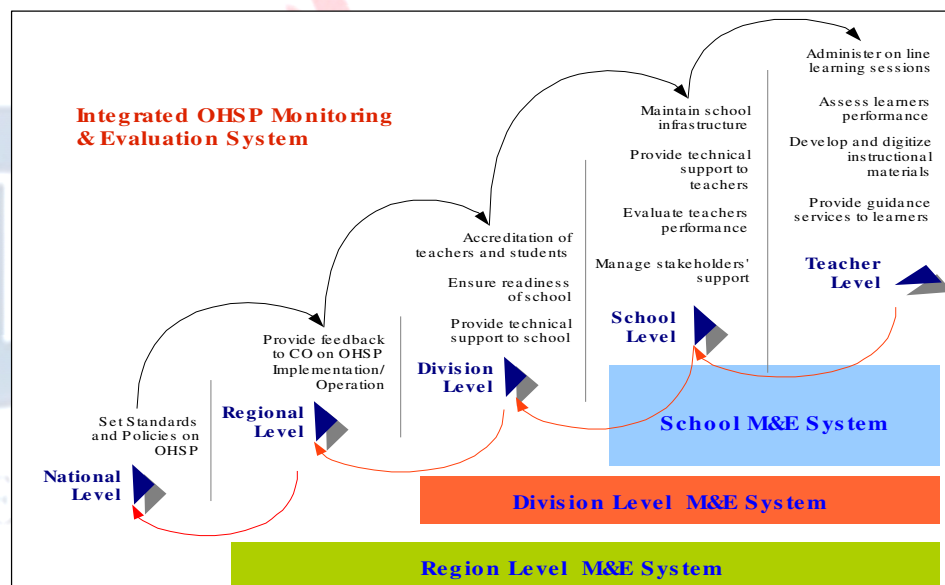 Integrated OHSP Monitoring
& Evaluation System
Set Standards
and Policies on
OHSP
National
Level
Provide feedback
to CO on OHSP
Implementation/
Operation
Regional
Level
Accreditation of
teachers and students
Ensure readiness
of school
Provide technical
support to school
Division
Level
Maintain school
infrastructure
Provide technical
support to
teachers
Evaluate teachers
performance
Manage stakeholders'
support
School
Level
Administer on line
learning sessions
Assess learners
performance
Develop and digitize
instructional
materials
Provide guidance
services to learners
Teacher
Level
School M&E System
Division Level M&E System
Region Level M&E System